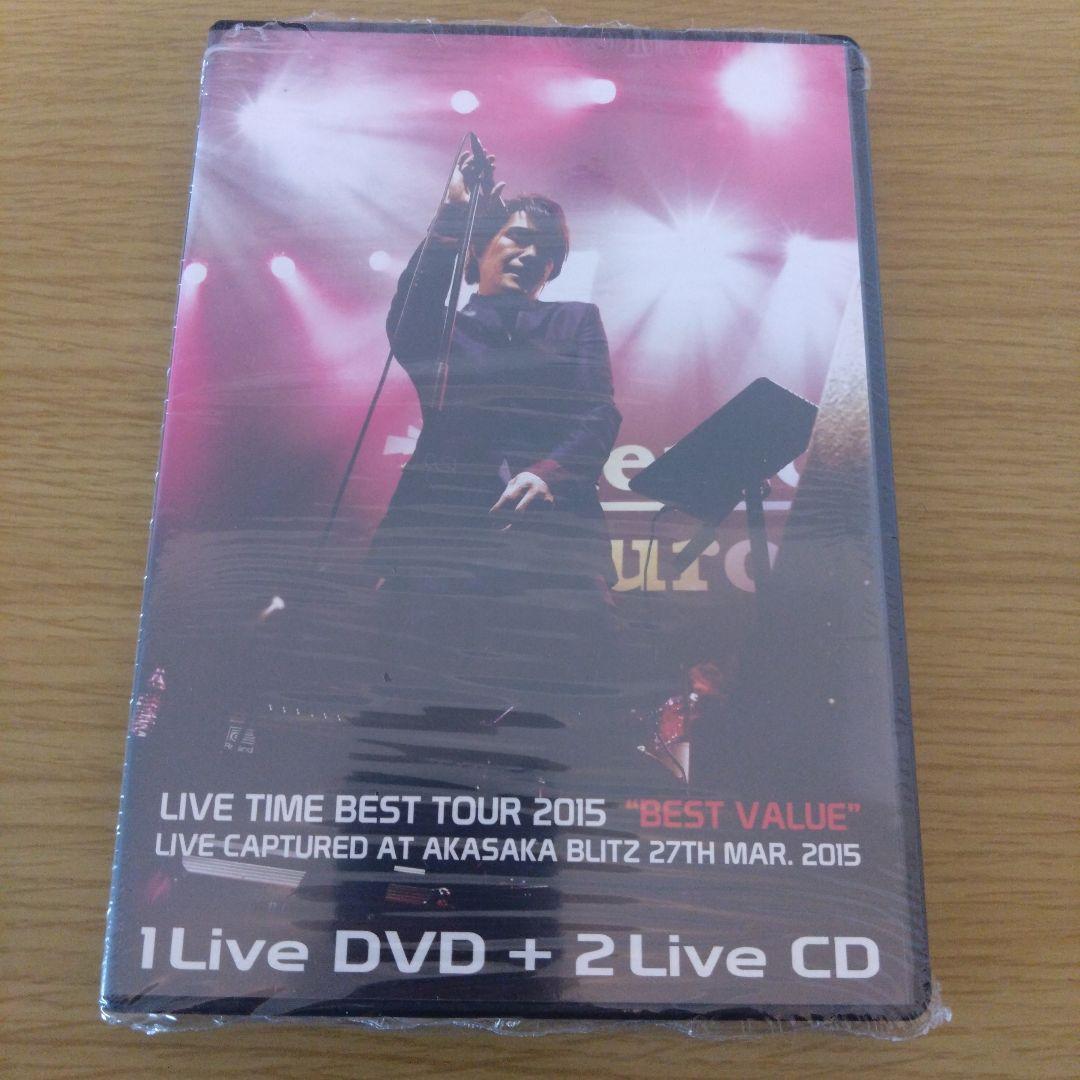 uro
LIVE TIME BEST TOUR 2015 “BEST VALUE”
LIVE CAPTURED AT AKASAKA BLITZ 27TH MAR. 2015
1 Live DVD + 2 Live CD